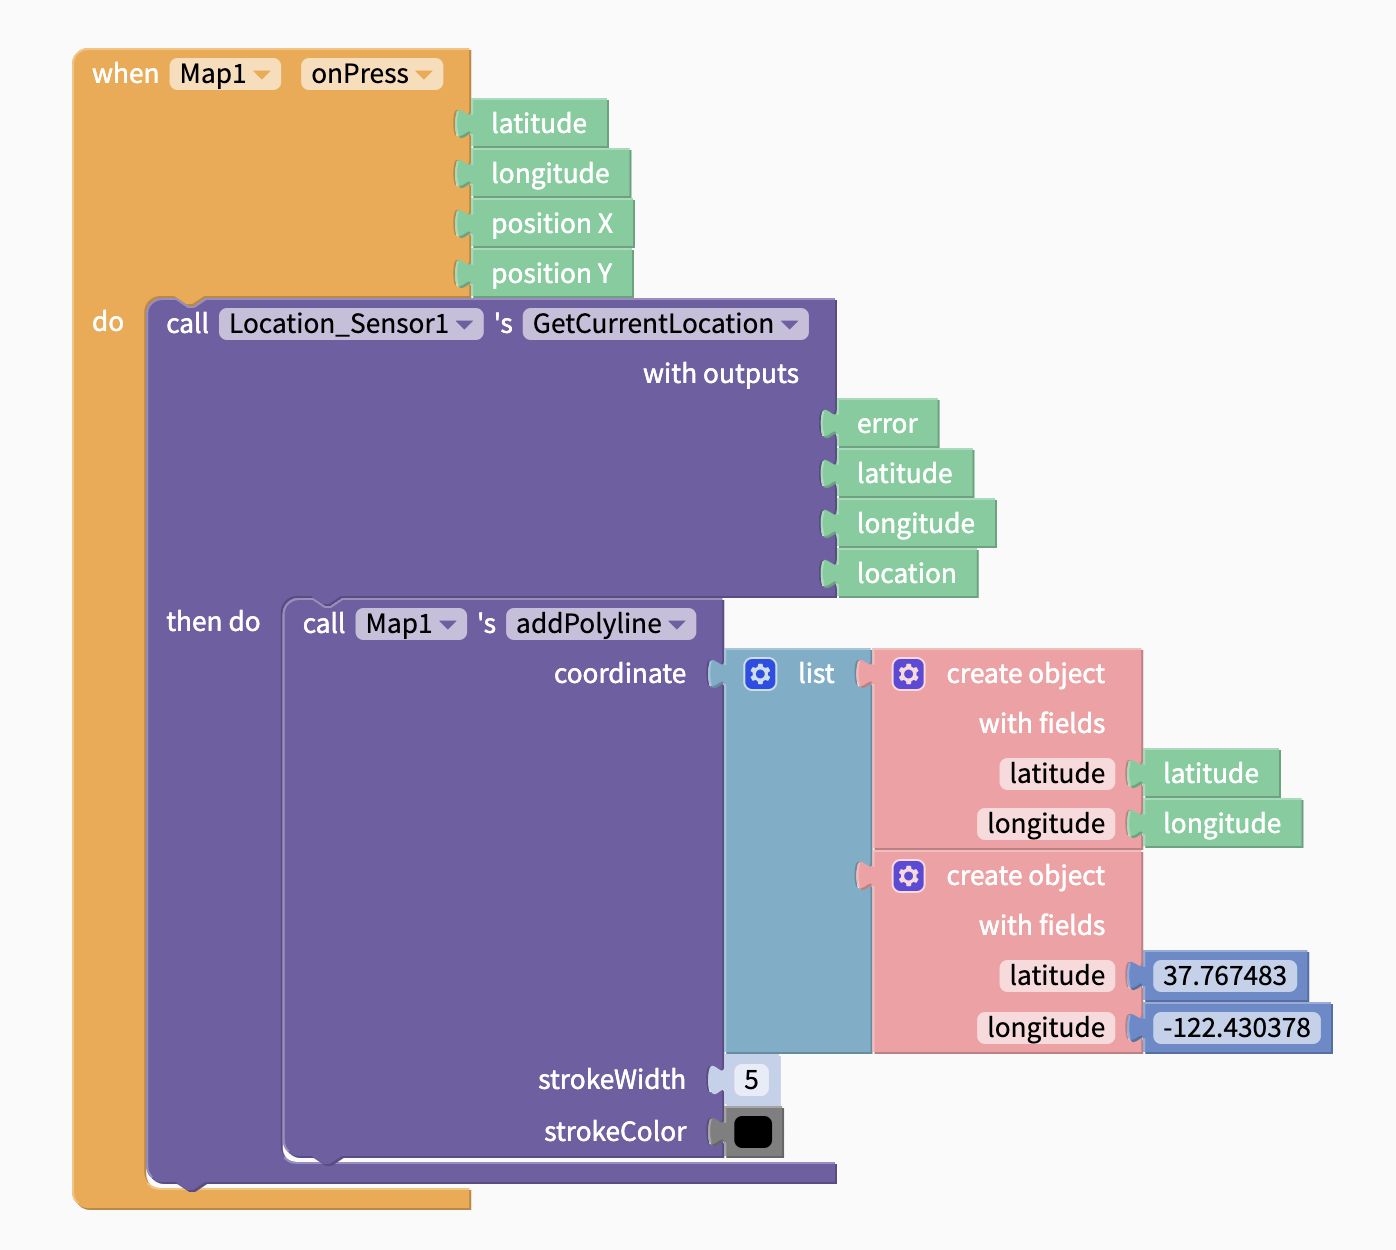 when Map1 onPress
latitude
longitude
position X
position Y
do call Location_Sensor1 's GetCurrentLocation
with outputs
error
latitude
longitude
location
then do call Map1 's addPolyline
coordinate list create object
with fields
latitude latitude
longitude longitude
create object
with fields
latitude 37.767483
longitude -122.430378
strokeWidth 5
strokeColor